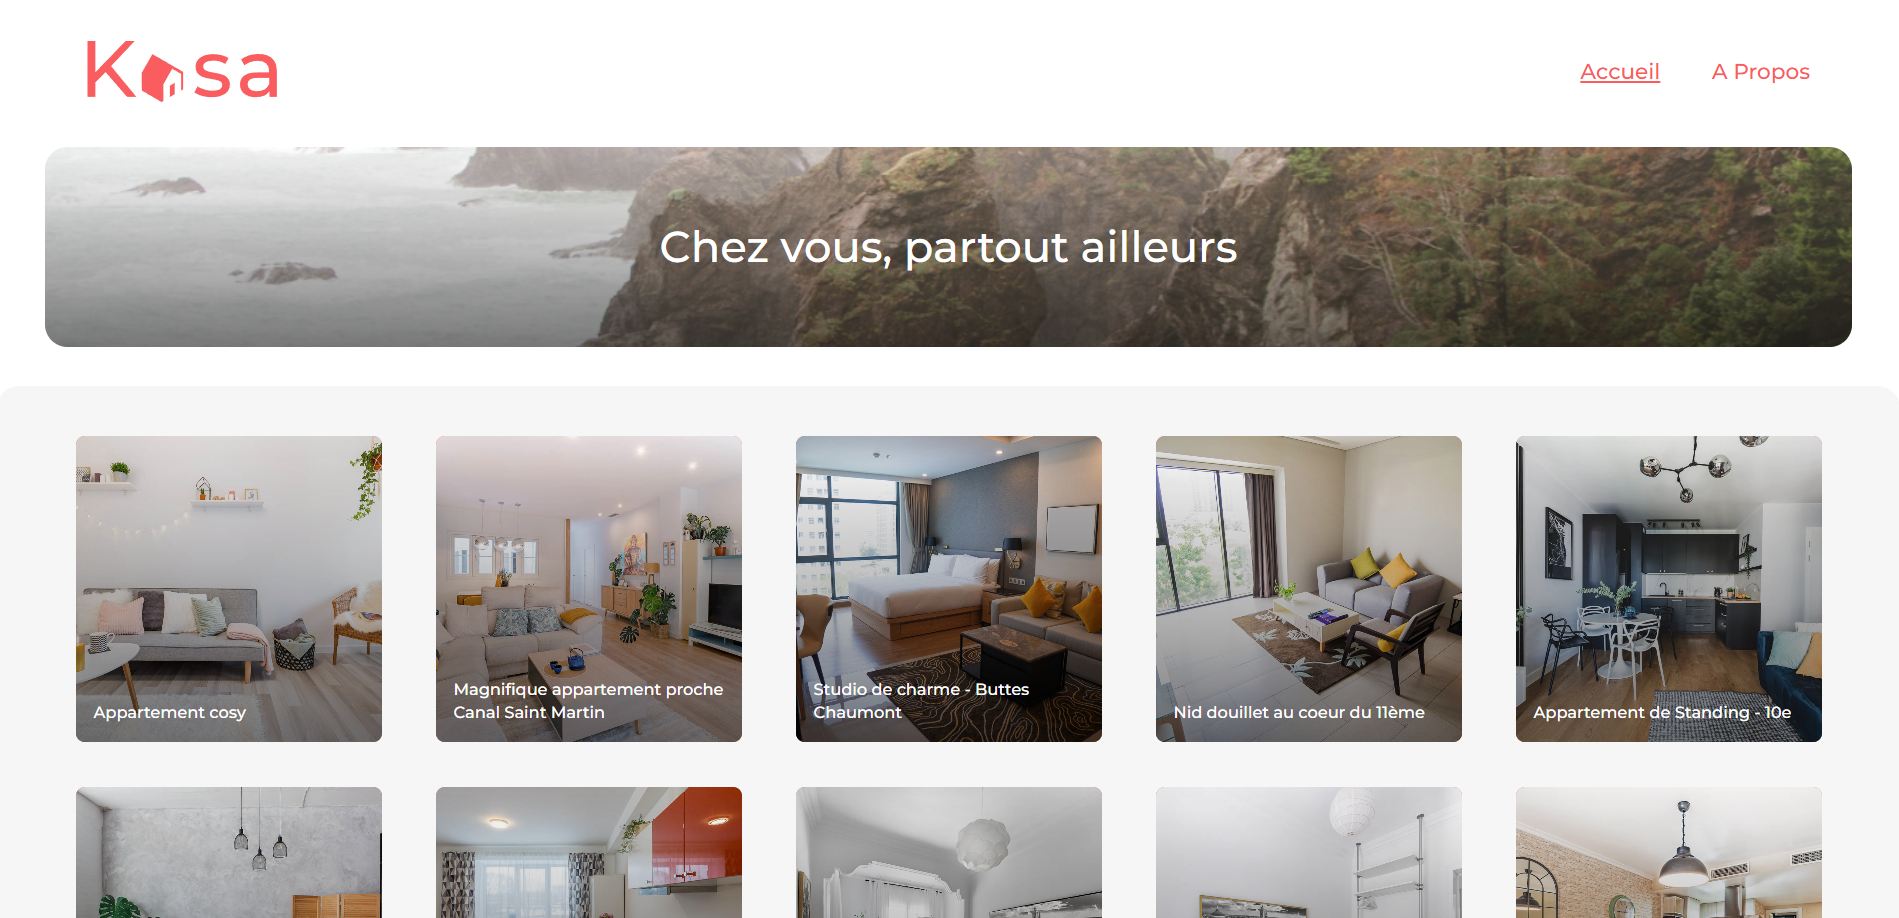 Kasa
Accueil
A Propos
Chez vous, partout ailleurs
Appartement cosy
Magnifique appartement proche
Canal Saint Martin
Studio de charme - Buttes
Chaumont
Nid douillet au coeur du 11ème
Appartement de Standing - 10e